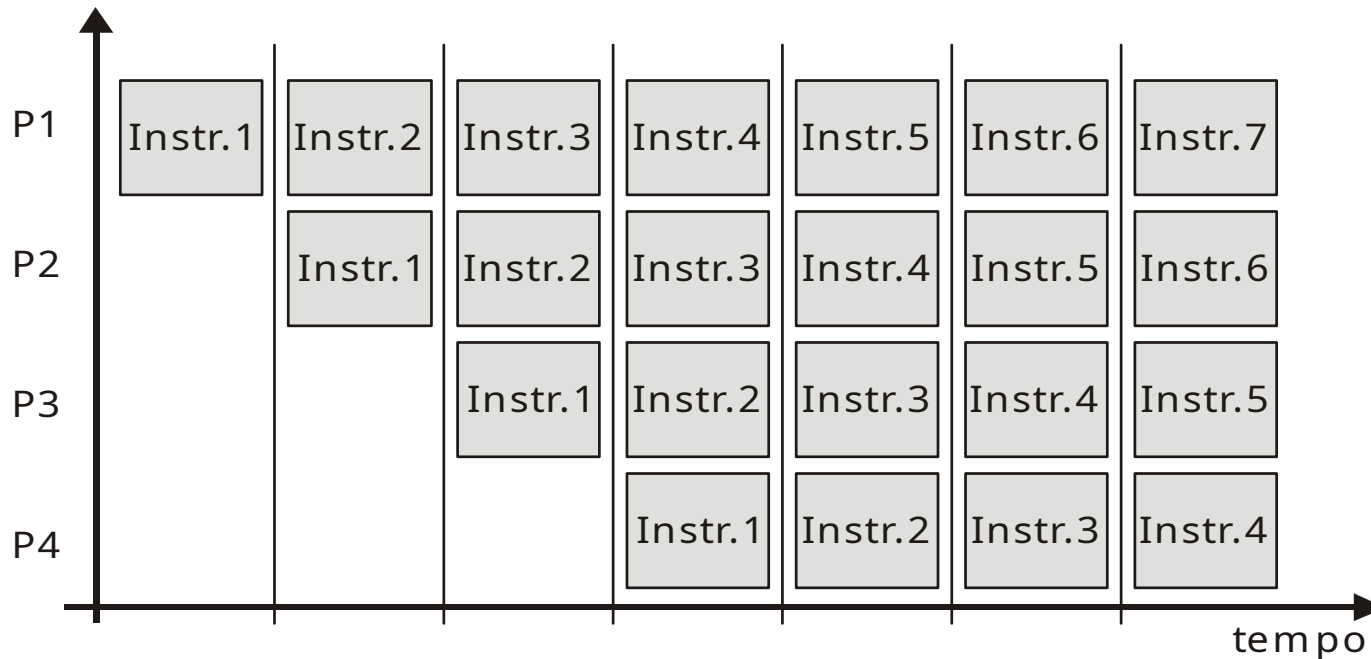 P1 Instr.1 Instr.2 Instr.3 Instr.4 Instr.5 Instr.6 Instr.7
P2 Instr.1 Instr.2 Instr.3 Instr.4 Instr.5 Instr.6
P3 Instr.1 Instr.2 Instr.3 Instr.4 Instr.5
P4 Instr.1 Instr.2 Instr.3 Instr.4
tempo